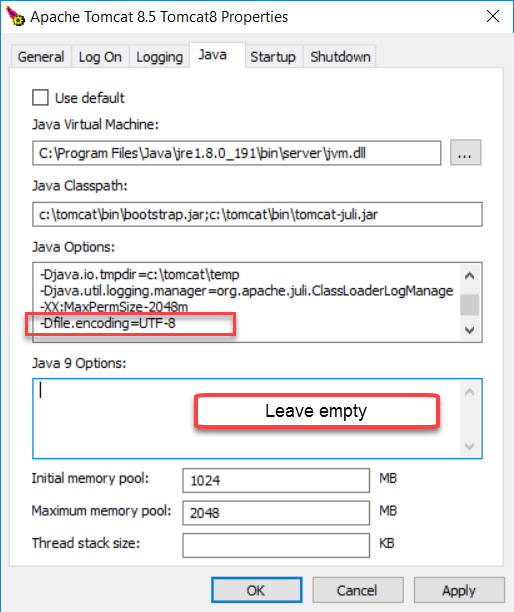 Apache Tomcat 8.5 Tomcat8 Properties
General Log On Logging Java Startup Shutdown
Use default
Java Virtual Machine:
C:\Program Files\Java\jre1.8.0_191\bin\server\jvm.dll
...
Java Classpath:
c:\tomcat\bin\bootstrap.jar;c:\tomcat\bin\tomcat-juli.jar
Java Options:
-Djava.io.tmpdir=c:\tomcat\temp
-Djava.util.logging.manager=org.apache.juli.ClassLoaderLogManage
-XX:MaxPermSize-2048m
-Dfile.encoding=UTF-8
Java 9 Options:
Leave empty
Initial memory pool: 1024 MB
Maximum memory pool: 2048 MB
Thread stack size: KB
OK Cancel Apply